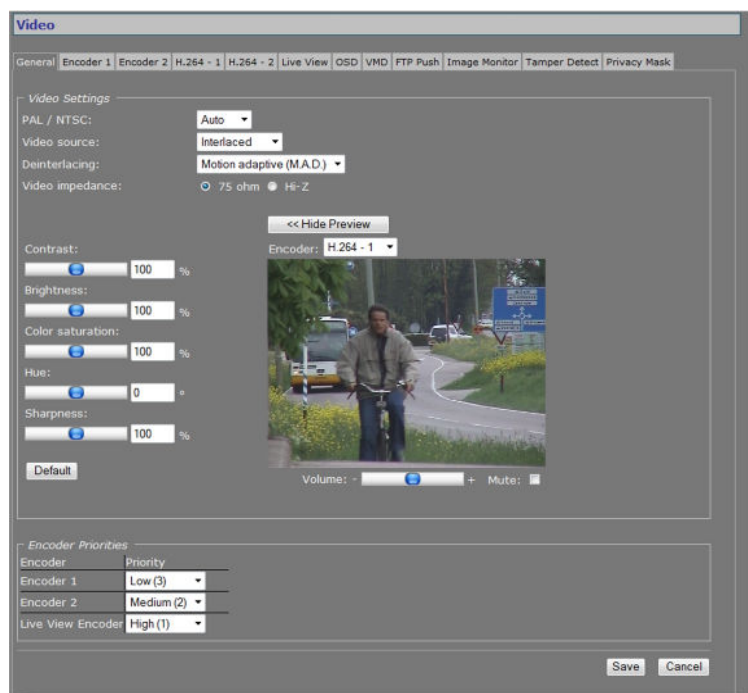 Video
General Encoder 1 Encoder 2 H.264 - 1 H.264 - 2 Live View OSD VMD FTP Push Image Monitor Tamper Detect Privacy Mask
Video Settings
PAL / NTSC: Auto
Video source: Interlaced
Deinterlacing: Motion adaptive (M.A.D.)
Video impedance: 75 ohm Hi-Z
<< Hide Preview
Encoder: H.264 - 1
Contrast:
100 %
Brightness:
100 %
Color saturation:
100 %
Hue:
0 °
Sharpness:
100 %
Default
Volume: - + Mute:
Encoder Priorities
Encoder Priority
Encoder 1 Low (3)
Encoder 2 Medium (2)
Live View Encoder High (1)
Save Cancel